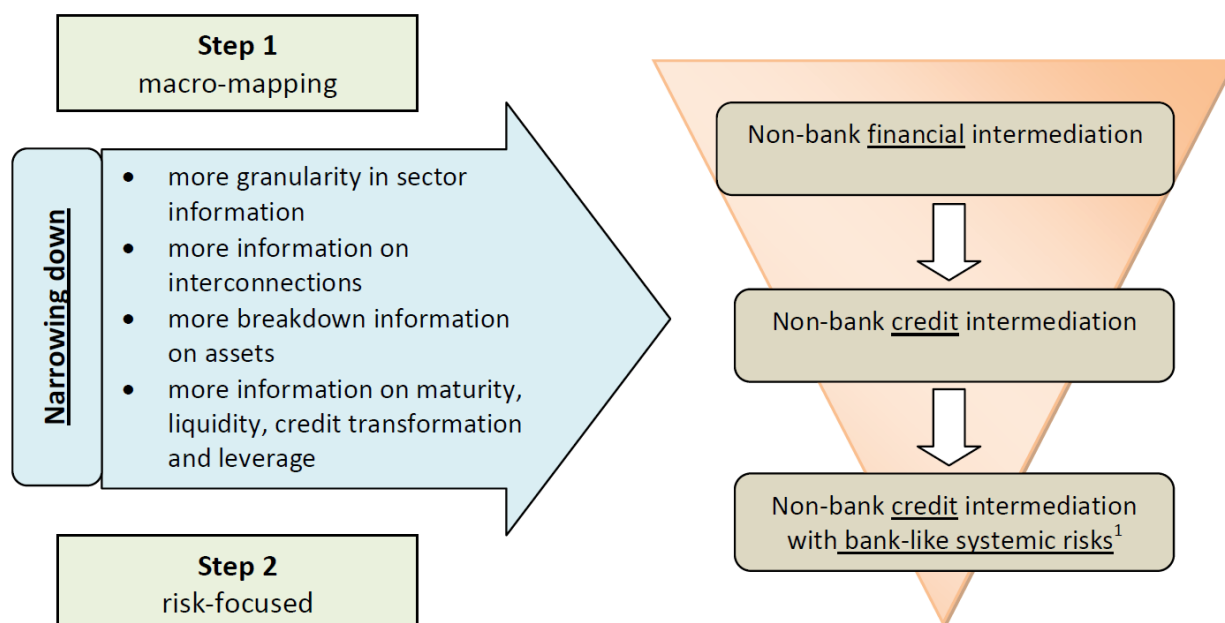 Step 1
macro-mapping
Narrowing down
• more granularity in sector
information
• more information on
interconnections
• more breakdown information
on assets
• more information on maturity,
liquidity, credit transformation
and leverage
Step 2
risk-focused
Non-bank financial intermediation
Non-bank credit intermediation
Non-bank credit intermediation
with bank-like systemic risks¹